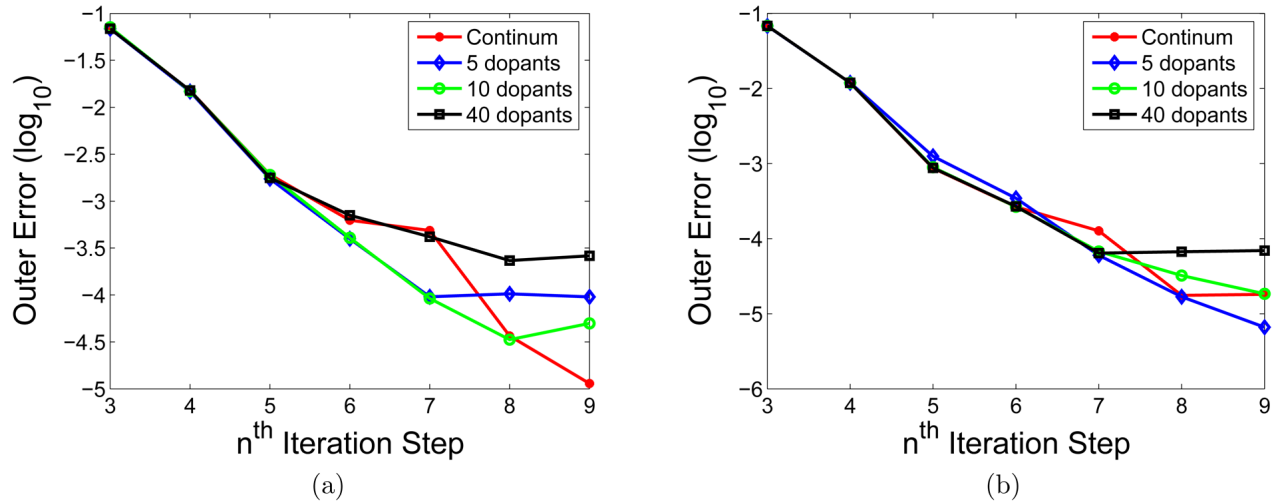 −1
−1.5
−2
−2.5
−3
−3.5
−4
−4.5
−5
3 4 5 6 7 8 9
Outer Error (log10)
nth Iteration Step
Continum
5 dopants
10 dopants
40 dopants
(a)
−1
−2
−3
−4
−5
−6
3 4 5 6 7 8 9
Outer Error (log10)
nth Iteration Step
Continum
5 dopants
10 dopants
40 dopants
(b)